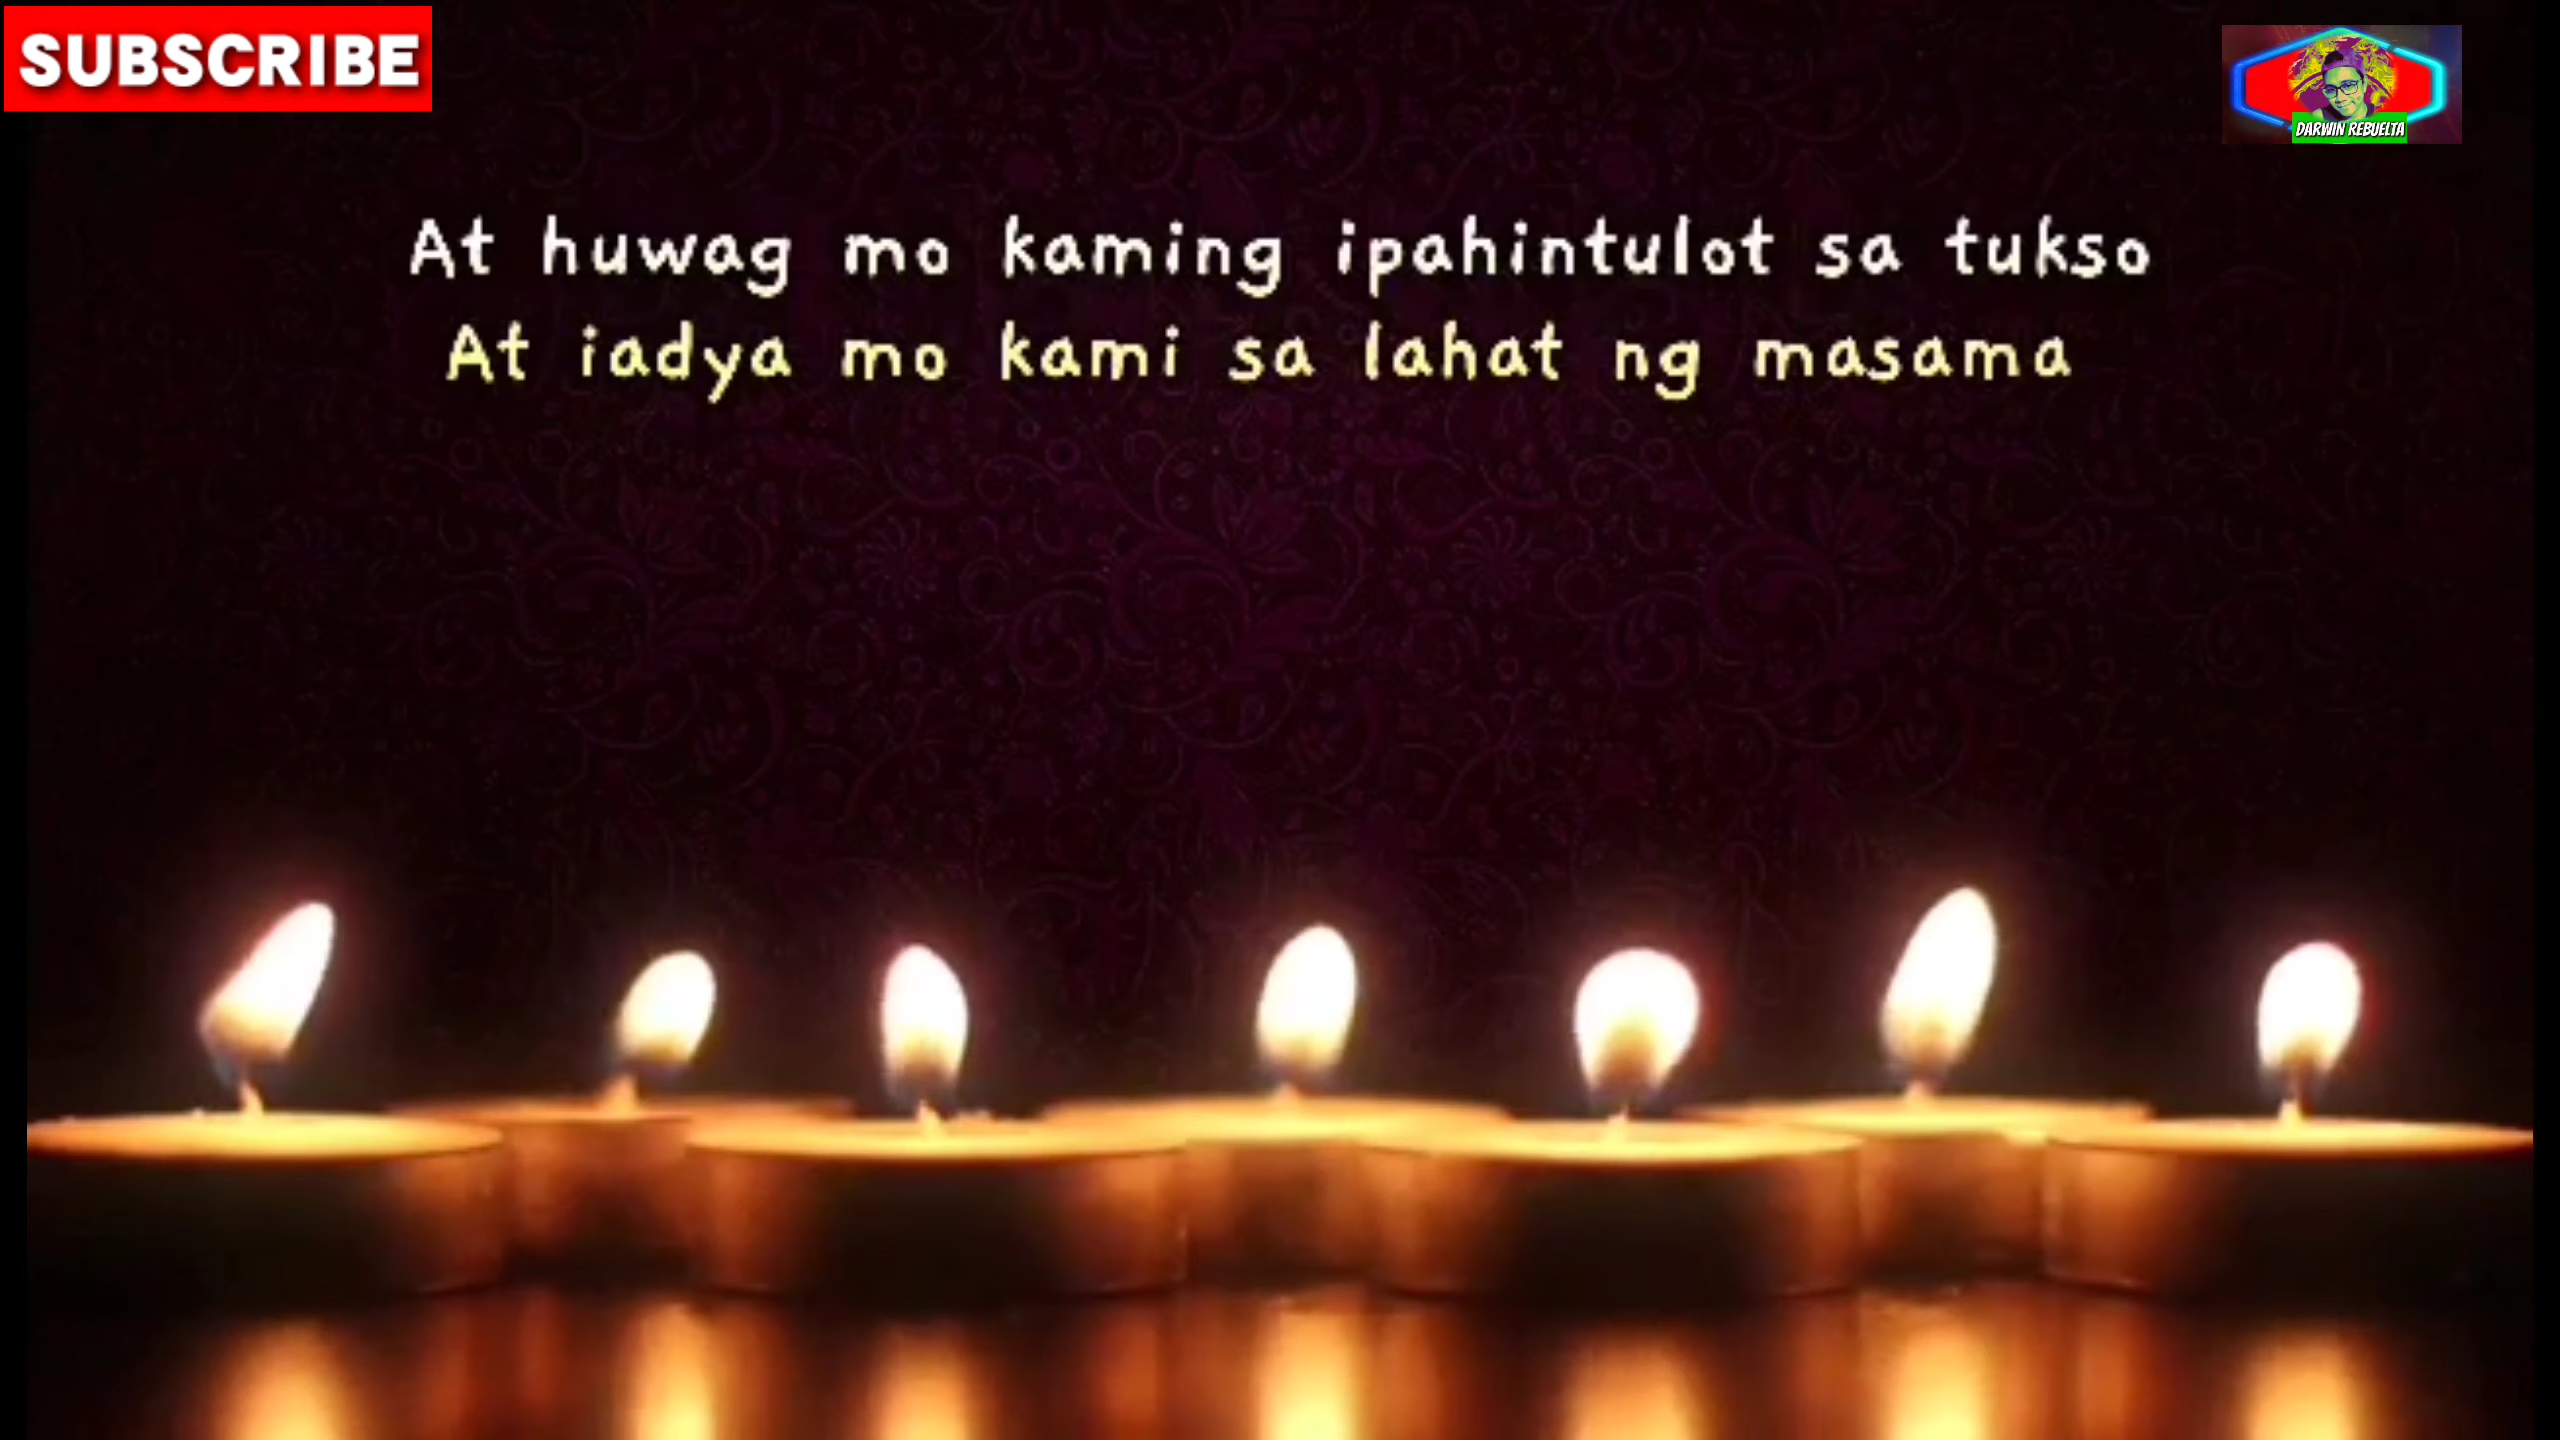 SUBSCRIBE
DARWIN REBUELTA
At huwag mo kaming ipahintulot sa tukso
At iadya mo kami sa lahat ng masama